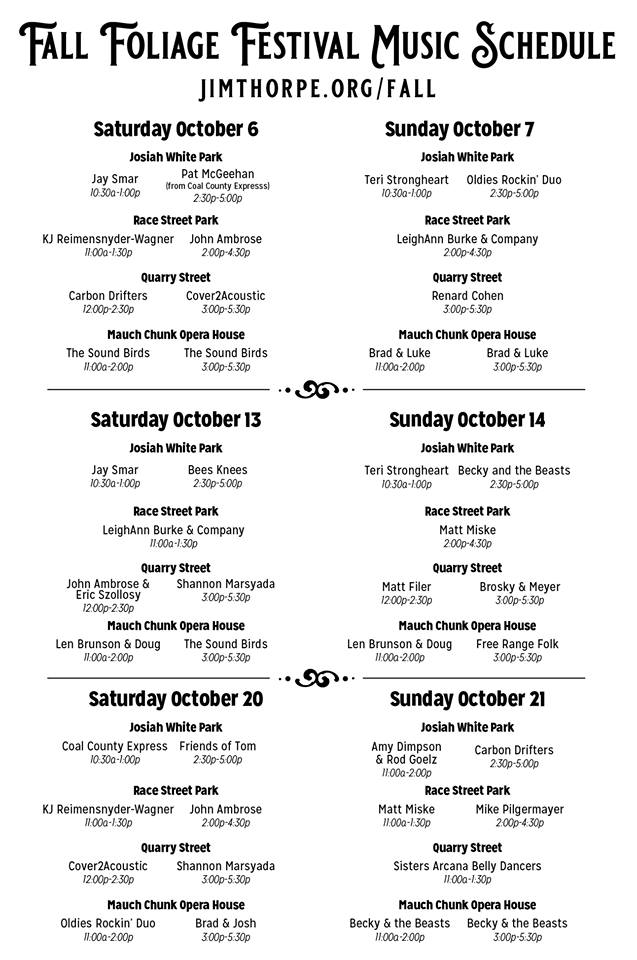 Fall Foliage Festival Music Schedule
jimthorpe.org/fall
Saturday October 6
Josiah White Park
Jay Smar
10:30a-1:00p
Pat McGeehan
(from Coal County Expresss)
2:30p-5:00p
Race Street Park
KJ Reimensnyder-Wagner
11:00a-1:30p
John Ambrose
2:00p-4:30p
Quarry Street
Carbon Drifters
12:00p-2:30p
Cover2Acoustic
3:00p-5:30p
Mauch Chunk Opera House
The Sound Birds
11:00a-2:00p
The Sound Birds
3:00p-5:30p
Sunday October 7
Josiah White Park
Teri Strongheart
10:30a-1:00p
Oldies Rockin' Duo
2:30p-5:00p
Race Street Park
LeighAnn Burke & Company
2:00p-4:30p
Quarry Street
Renard Cohen
3:00p-5:30p
Mauch Chunk Opera House
Brad & Luke
11:00a-2:00p
Brad & Luke
3:00p-5:30p
Saturday October 13
Josiah White Park
Jay Smar
10:30a-1:00p
Bees Knees
2:30p-5:00p
Race Street Park
LeighAnn Burke & Company
11:00a-1:30p
Quarry Street
John Ambrose &
Eric Szollosy
12:00p-2:30p
Shannon Marsyada
3:00p-5:30p
Mauch Chunk Opera House
Len Brunson & Doug
11:00a-2:00p
The Sound Birds
3:00p-5:30p
Sunday October 14
Josiah White Park
Teri Strongheart
10:30a-1:00p
Becky and the Beasts
2:30p-5:00p
Race Street Park
Matt Miske
2:00p-4:30p
Quarry Street
Matt Filer
12:00p-2:30p
Brosky & Meyer
3:00p-5:30p
Mauch Chunk Opera House
Len Brunson & Doug
11:00a-2:00p
Free Range Folk
3:00p-5:30p
Saturday October 20
Josiah White Park
Coal County Express
10:30a-1:00p
Friends of Tom
2:30p-5:00p
Race Street Park
KJ Reimensnyder-Wagner
11:00a-1:30p
John Ambrose
2:00p-4:30p
Quarry Street
Cover2Acoustic
12:00p-2:30p
Shannon Marsyada
3:00p-5:30p
Mauch Chunk Opera House
Oldies Rockin' Duo
11:00a-2:00p
Brad & Josh
3:00p-5:30p
Sunday October 21
Josiah White Park
Amy Dimpson
& Rod Goelz
11:00a-2:00p
Carbon Drifters
2:30p-5:00p
Race Street Park
Matt Miske
11:00a-1:30p
Mike Pilgermayer
2:00p-4:30p
Quarry Street
Sisters Arcana Belly Dancers
11:00a-1:30p
Mauch Chunk Opera House
Becky & the Beasts
11:00a-2:00p
Becky & the Beasts
3:00p-5:30p